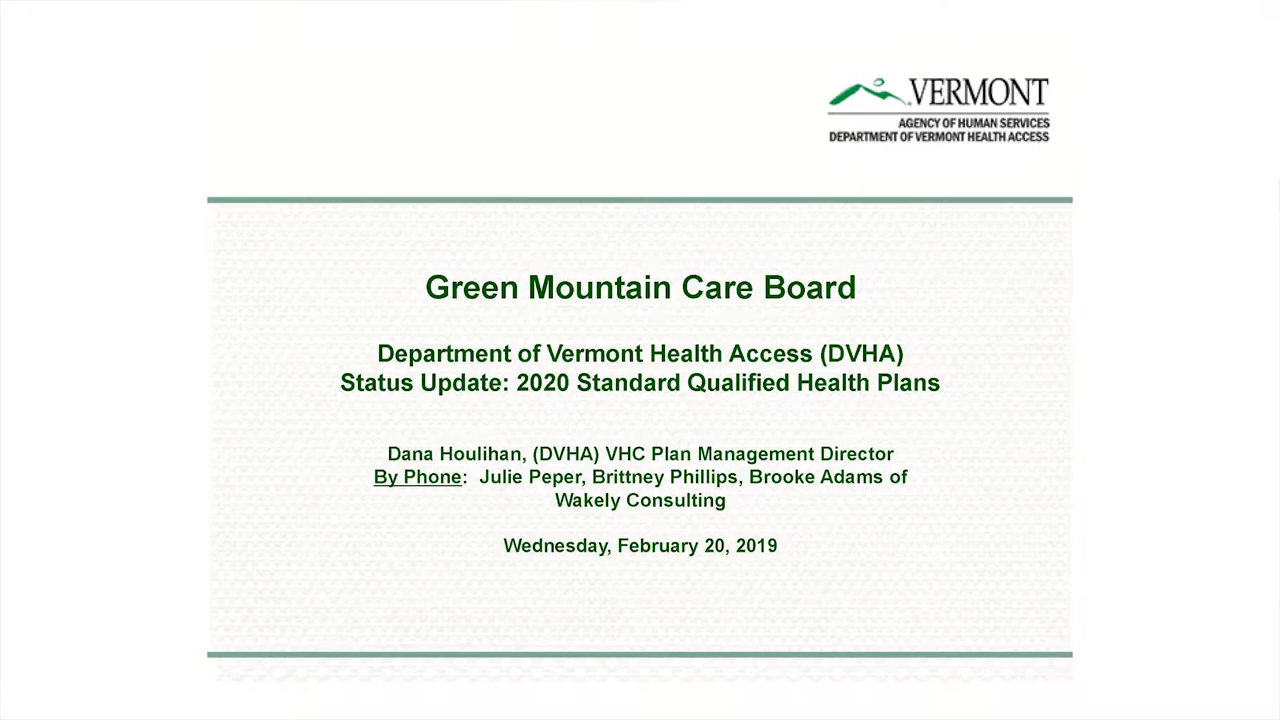 VERMONT
AGENCY OF HUMAN SERVICES
DEPARTMENT OF VERMONT HEALTH ACCESS
Green Mountain Care Board
Department of Vermont Health Access (DVHA)
Status Update: 2020 Standard Qualified Health Plans
Dana Houlihan, (DVHA) VHC Plan Management Director
By Phone: Julie Peper, Brittney Phillips, Brooke Adams of
Wakely Consulting
Wednesday, February 20, 2019